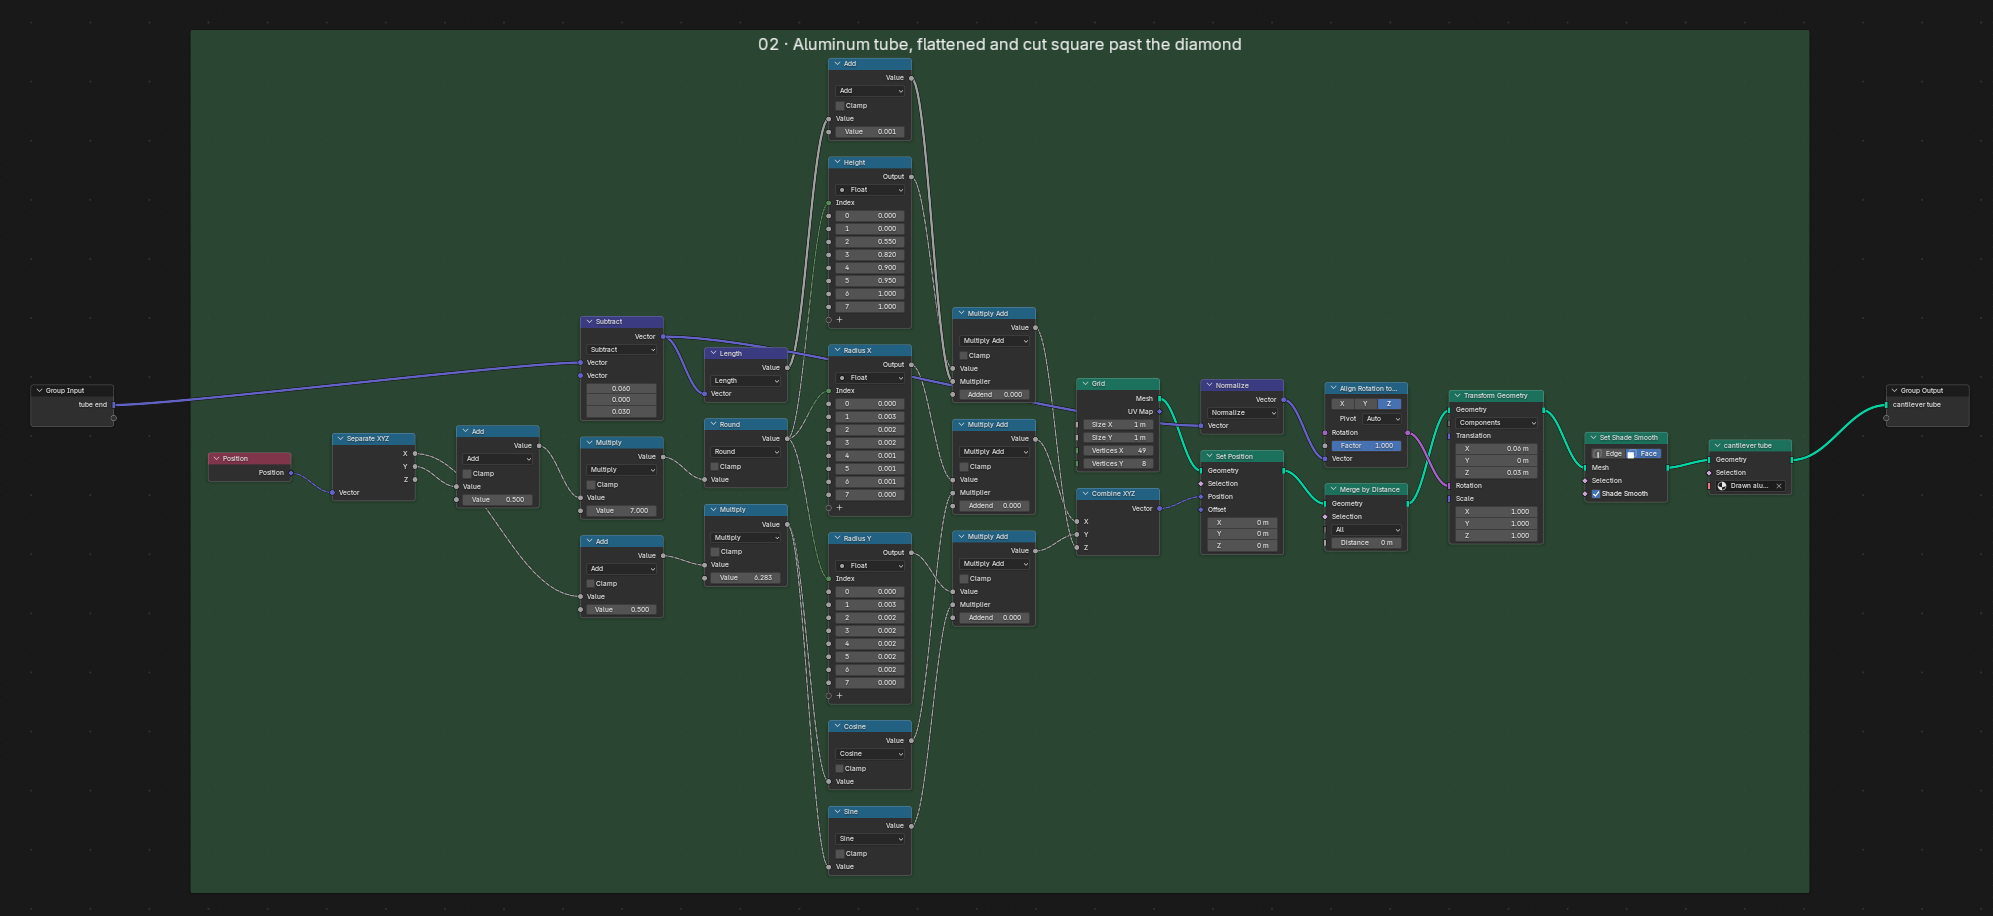 02 · Aluminum tube, flattened and cut square past the diamond
Group Input
tube end
Position
Position
Separate XYZ
X
Y
Z
Vector
Add
Value
Add
Clamp
Value
Value 0.500
Subtract
Vector
Subtract
Vector
Vector
0.060
0.000
0.030
Multiply
Value
Multiply
Clamp
Value
Value 7.000
Add
Value
Add
Clamp
Value
Value 0.500
Length
Value
Length
Vector
Round
Value
Round
Clamp
Value
Multiply
Value
Multiply
Clamp
Value
Value 6.283
Add
Value
Add
Clamp
Value
Value 0.001
Height
Output
Float
Index
0 0.000
1 0.000
2 0.550
3 0.820
4 0.900
5 0.950
6 1.000
7 1.000
+
Radius X
Output
Float
Index
0 0.000
1 0.003
2 0.002
3 0.002
4 0.001
5 0.001
6 0.001
7 0.000
+
Radius Y
Output
Float
Index
0 0.000
1 0.003
2 0.002
3 0.002
4 0.002
5 0.002
6 0.002
7 0.000
+
Cosine
Value
Cosine
Clamp
Value
Sine
Value
Sine
Clamp
Value
Multiply Add
Value
Multiply Add
Clamp
Value
Multiplier
Addend 0.000
Multiply Add
Value
Multiply Add
Clamp
Value
Multiplier
Addend 0.000
Multiply Add
Value
Multiply Add
Clamp
Value
Multiplier
Addend 0.000
Grid
Mesh
UV Map
Size X 1 m
Size Y 1 m
Vertices X 49
Vertices Y 8
Combine XYZ
Vector
X
Y
Z
Normalize
Vector
Normalize
Vector
Set Position
Geometry
Selection
Position
Offset
X 0 m
Y 0 m
Z 0 m
Align Rotation to...
X Y Z
Pivot Auto
Rotation
Factor 1.000
Vector
Merge by Distance
Geometry
Selection
All
Distance 0 m
Transform Geometry
Geometry
Components
Translation
X 0.06 m
Y 0 m
Z 0.03 m
Rotation
Scale
X 1.000
Y 1.000
Z 1.000
Set Shade Smooth
Edge Face
Mesh
Selection
Shade Smooth
cantilever tube
Geometry
Selection
Drawn alu...
Group Output
cantilever tube